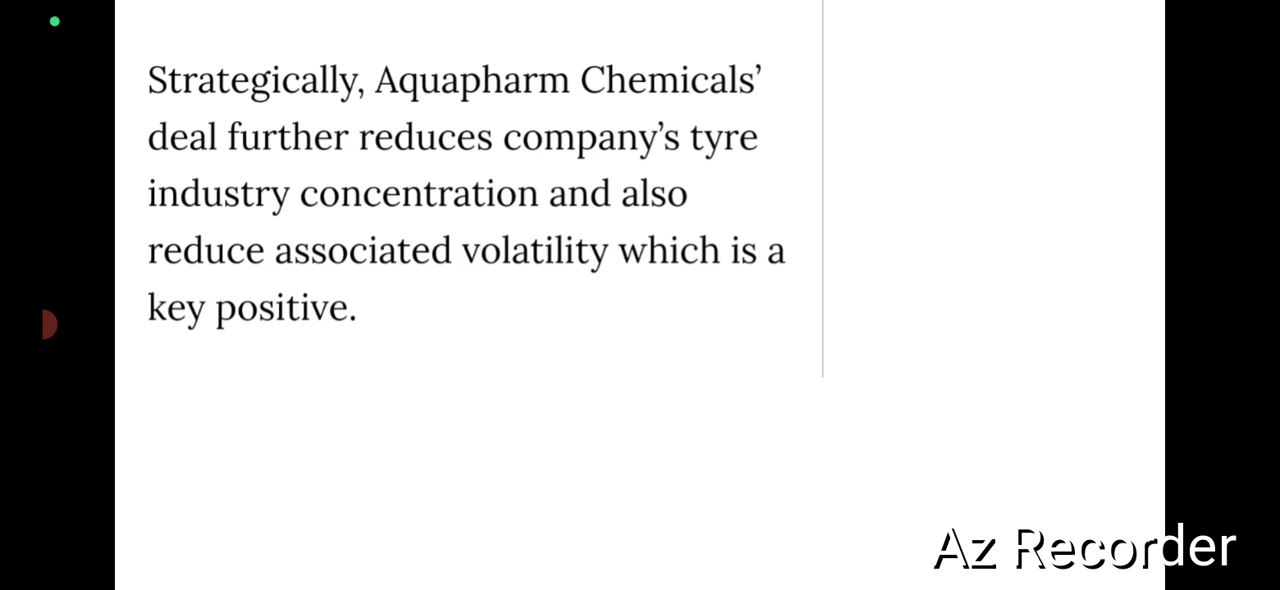 Strategically, Aquapharm Chemicals’
deal further reduces company’s tyre
industry concentration and also
reduce associated volatility which is a
key positive.
Az Recorder